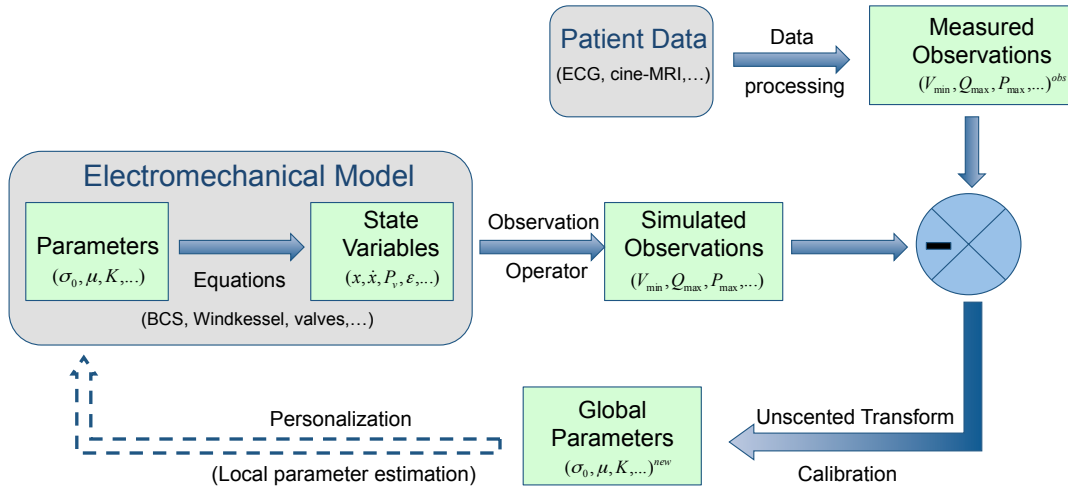 Patient Data
(ECG, cine-MRI,…)
Data
processing
Measured
Observations
(V_min, Q_max, P_max,...)^obs
Electromechanical Model
Parameters
(σ_0, μ, K,...)
Equations
State
Variables
(x, ẋ, P_v, ε,...)
(BCS, Windkessel, valves,…)
Observation
Operator
Simulated
Observations
(V_min, Q_max, P_max,...)
-
Personalization
(Local parameter estimation)
Global
Parameters
(σ_0, μ, K,...)^new
Unscented Transform
Calibration